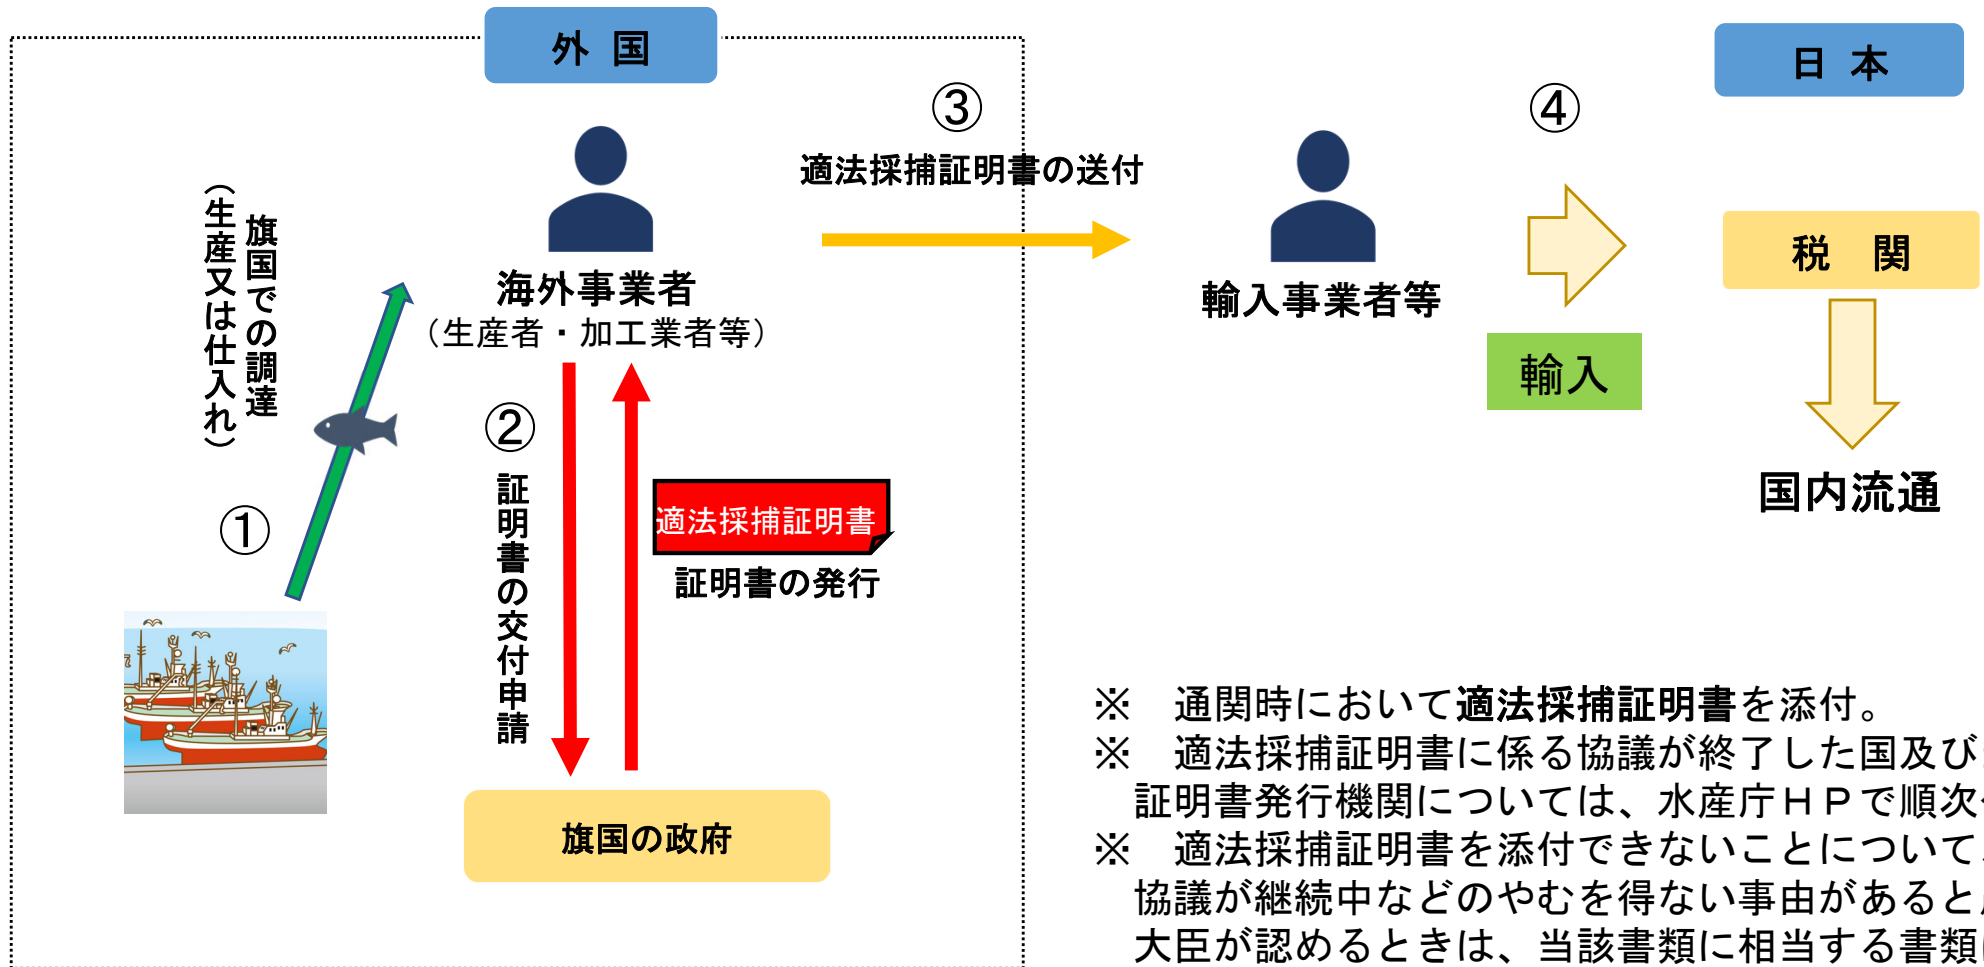 外 国
日 本
③
④
適法採捕証明書の送付
旗国での調達
（生産又は仕入れ）
税 関
海外事業者
（生産者・加工業者等）
輸入事業者等
輸入
②
証明書の交付申請
適法採捕証明書
証明書の発行
国内流通
①
旗国の政府
※ 通関時において適法採捕証明書を添付。
※ 適法採捕証明書に係る協議が終了した国及び
証明書発行機関については、水産庁ＨＰで順次
※ 適法採捕証明書を添付できないことについて
協議が継続中などのやむを得ない事由があると
大臣が認めるときは、当該書類に相当する書類